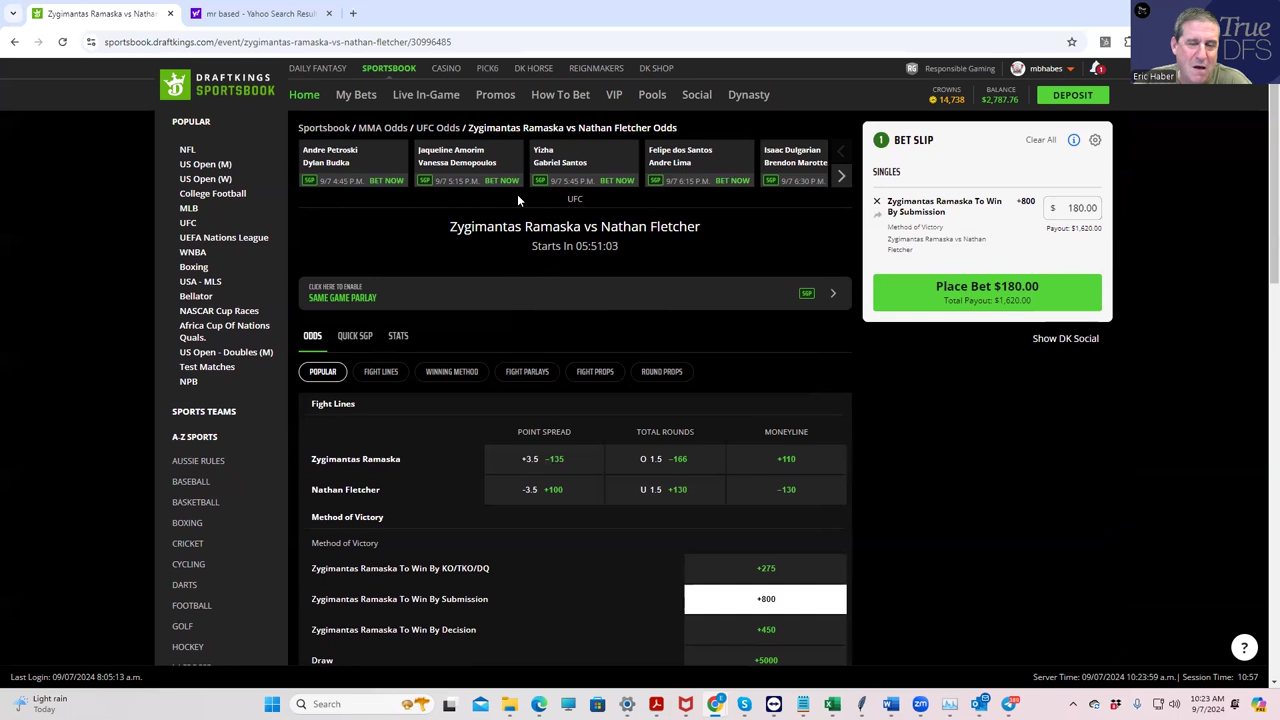 Zygimantas Ramaska vs Nathan
mr based - Yahoo Search Result
sportsbook.draftkings.com/event/zygimantas-ramaska-vs-nathan-fletcher/30996485
True
DFS
Eric Haber
DRAFTKINGS
SPORTSBOOK
DAILY FANTASY SPORTSBOOK CASINO PICK6 DK HORSE REIGNMAKERS DK SHOP
RG Responsible Gaming mbhabes 1
Home My Bets Live In-Game Promos How To Bet VIP Pools Social Dynasty
CROWNS
14,738
BALANCE
$2,787.76
DEPOSIT
POPULAR
NFL
US Open (M)
US Open (W)
College Football
MLB
UFC
UEFA Nations League
WNBA
Boxing
USA - MLS
Bellator
NASCAR Cup Races
Africa Cup Of Nations
Quals.
US Open - Doubles (M)
Test Matches
NPB
SPORTS TEAMS
A-Z SPORTS
AUSSIE RULES
BASEBALL
BASKETBALL
BOXING
CRICKET
CYCLING
DARTS
FOOTBALL
GOLF
HOCKEY
Sportsbook / MMA Odds / UFC Odds / Zygimantas Ramaska vs Nathan Fletcher Odds
Andre Petroski
Dylan Budka
SGP 4:45 P.M. BET NOW
Jaqueline Amorim
Vanessa Demopoulos
SGP 5:15 P.M. BET NOW
Yizha
Gabriel Santos
SGP 5:45 P.M. BET NOW
Felipe dos Santos
Andre Lima
SGP 6:15 P.M. BET NOW
Isaac Dulgarian
Brendon Marotte
SGP 6:30 P.M. BET NOW
UFC
Zygimantas Ramaska vs Nathan Fletcher
Starts In 05:51:03
CLICK HERE TO ENABLE
SAME GAME PARLAY
SGP
ODDS QUICK SGP STATS
POPULAR FIGHT LINES WINNING METHOD FIGHT PARLAYS FIGHT PROPS ROUND PROPS
Fight Lines
POINT SPREAD TOTAL ROUNDS MONEYLINE
Zygimantas Ramaska +3.5 −135 O 1.5 −166 +110
Nathan Fletcher -3.5 +100 U 1.5 +130 −130
Method of Victory
Method of Victory
Zygimantas Ramaska To Win By KO/TKO/DQ +275
Zygimantas Ramaska To Win By Submission +800
Zygimantas Ramaska To Win By Decision +450
Draw +5000
1 BET SLIP Clear All
SINGLES
Zygimantas Ramaska To Win
By Submission
+800
$ 180.00
Method of Victory
Payout: $1,620.00
Zygimantas Ramaska vs Nathan
Fletcher
Place Bet $180.00
Total Payout: $1,620.00
Show DK Social
?
Last Login: 09/07/2024 8:05:13 a.m.
Server Time: 09/07/2024 10:23:59 a.m. | Session Time: 10:57
Light rain
Today
Search
10:23 AM
9/7/2024